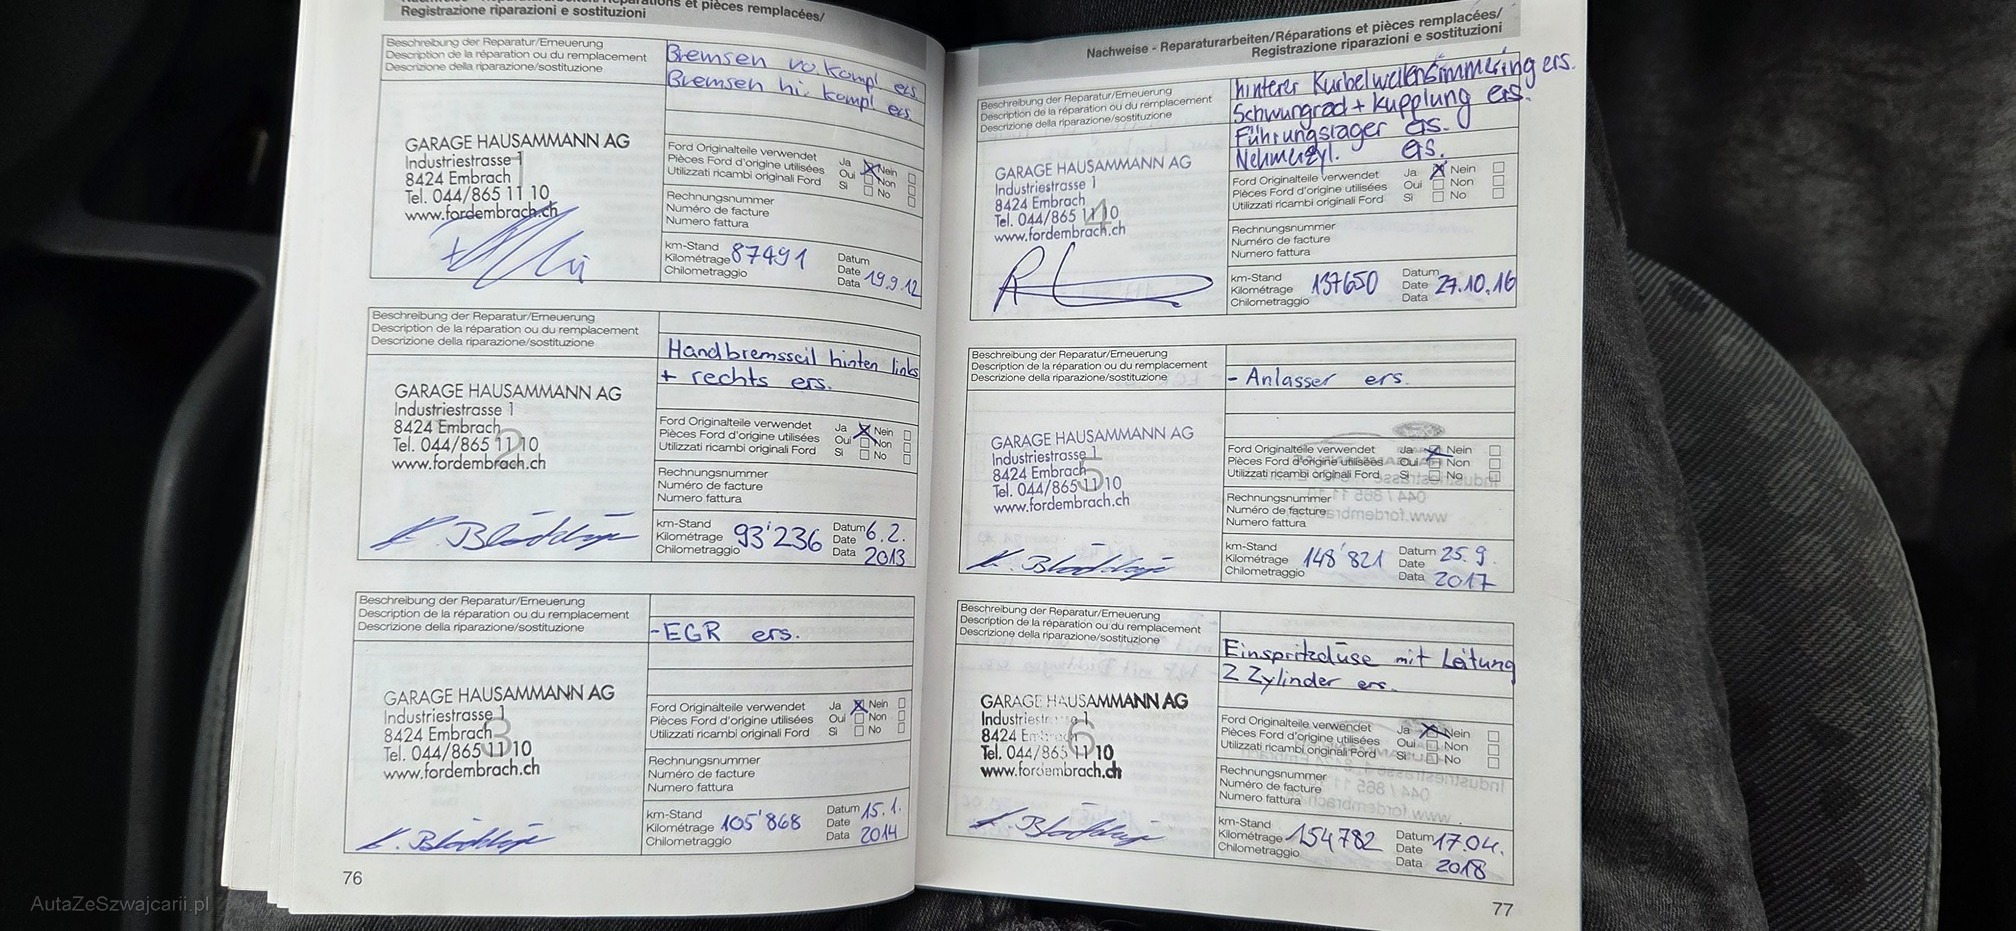 Registrazione riparazioni e sostituzioni
Beschreibung der Reparatur/Erneuerung
Description de la réparation ou du remplacement
Descrizione della riparazione/sostituzione
Bremsen vo. kompl ers.
Bremsen hi. kompl ers.
GARAGE HAUSAMMANN AG
Industriestrasse 1
8424 Embrach
Tel. 044/865 11 10
www.fordembrach.ch
Ford Originalteile verwendet Ja Nein
Pièces Ford d'origine utilisées Oui Non
Utilizzati ricambi originali Ford Si No
Rechnungsnummer
Numéro de facture
Numero fattura
km-Stand
Kilométrage 87491
Chilometraggio
Datum
Date 19.9.12
Data
Beschreibung der Reparatur/Erneuerung
Description de la réparation ou du remplacement
Descrizione della riparazione/sostituzione
Handbremsseil hinten links
+ rechts ers.
GARAGE HAUSAMMANN AG
Industriestrasse 1
8424 Embrach
Tel. 044/865 11 10
www.fordembrach.ch
2
Ford Originalteile verwendet Ja Nein
Pièces Ford d'origine utilisées Oui Non
Utilizzati ricambi originali Ford Si No
Rechnungsnummer
Numéro de facture
Numero fattura
km-Stand
Kilométrage 93'236
Chilometraggio
Datum 6.2.
Date
Data 2013
Beschreibung der Reparatur/Erneuerung
Description de la réparation ou du remplacement
Descrizione della riparazione/sostituzione
-EGR ers.
GARAGE HAUSAMMANN AG
Industriestrasse 1
8424 Embrach
Tel. 044/865 11 10
www.fordembrach.ch
3
Ford Originalteile verwendet Ja Nein
Pièces Ford d'origine utilisées Oui Non
Utilizzati ricambi originali Ford Si No
Rechnungsnummer
Numéro de facture
Numero fattura
km-Stand
Kilométrage 105'868
Chilometraggio
Datum 15.1.
Date
Data 2014
76
Nachweise - Reparaturarbeiten/Réparations et pièces remplacées/
Registrazione riparazioni e sostituzioni
Beschreibung der Reparatur/Erneuerung
Description de la réparation ou du remplacement
Descrizione della riparazione/sostituzione
hinterer Kurbelwellensimmering ers.
Schwungrad + Kupplung ers.
Führungslager ers.
Nehmerzyl. ers.
GARAGE HAUSAMMANN AG
Industriestrasse 1
8424 Embrach
Tel. 044/865 11 10
www.fordembrach.ch
4
Ford Originalteile verwendet Ja Nein
Pièces Ford d'origine utilisées Oui Non
Utilizzati ricambi originali Ford Si No
Rechnungsnummer
Numéro de facture
Numero fattura
km-Stand
Kilométrage 137650
Chilometraggio
Datum
Date 27.10.16
Data
Beschreibung der Reparatur/Erneuerung
Description de la réparation ou du remplacement
Descrizione della riparazione/sostituzione
- Anlasser ers.
GARAGE HAUSAMMANN AG
Industriestrasse 1
8424 Embrach
Tel. 044/865 11 10
www.fordembrach.ch
5
Ford Originalteile verwendet Ja Nein
Pièces Ford d'origine utilisées Oui Non
Utilizzati ricambi originali Ford Si No
Rechnungsnummer
Numéro de facture
Numero fattura
km-Stand
Kilométrage 148'821
Chilometraggio
Datum 25.9.
Date
Data 2017
Beschreibung der Reparatur/Erneuerung
Description de la réparation ou du remplacement
Descrizione della riparazione/sostituzione
Einspritzdüse mit Leitung
2 Zylinder ers.
GARAGE HAUSAMMANN AG
8424
Tel. 044/865 11 10
www.fordembrach.ch
6
Ford Originalteile verwendet Ja Nein
Pièces Ford d'origine utilisées Oui Non
Utilizzati ricambi originali Ford Si No
Rechnungsnummer
Numéro de facture
Numero fattura
km-Stand
Kilométrage 154782
Chilometraggio
Datum 17.04.
Date
Data 2018
77
AutaZeSzwajcarii.pl